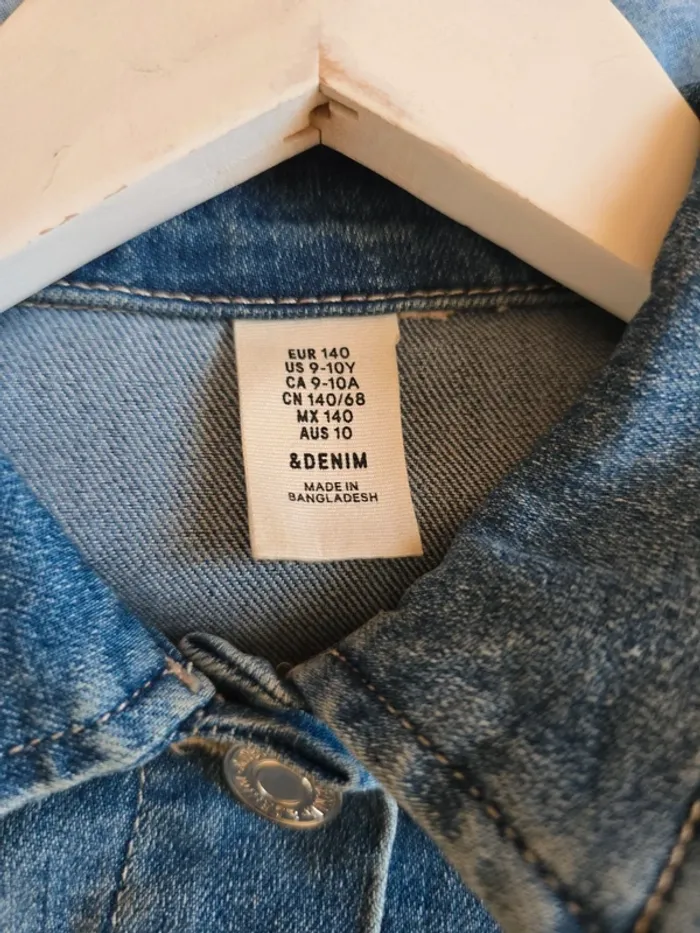 EUR 140
US 9-10Y
CA 9-10A
CN 140/68
MX 140
AUS 10
&DENIM
MADE IN
BANGLADESH